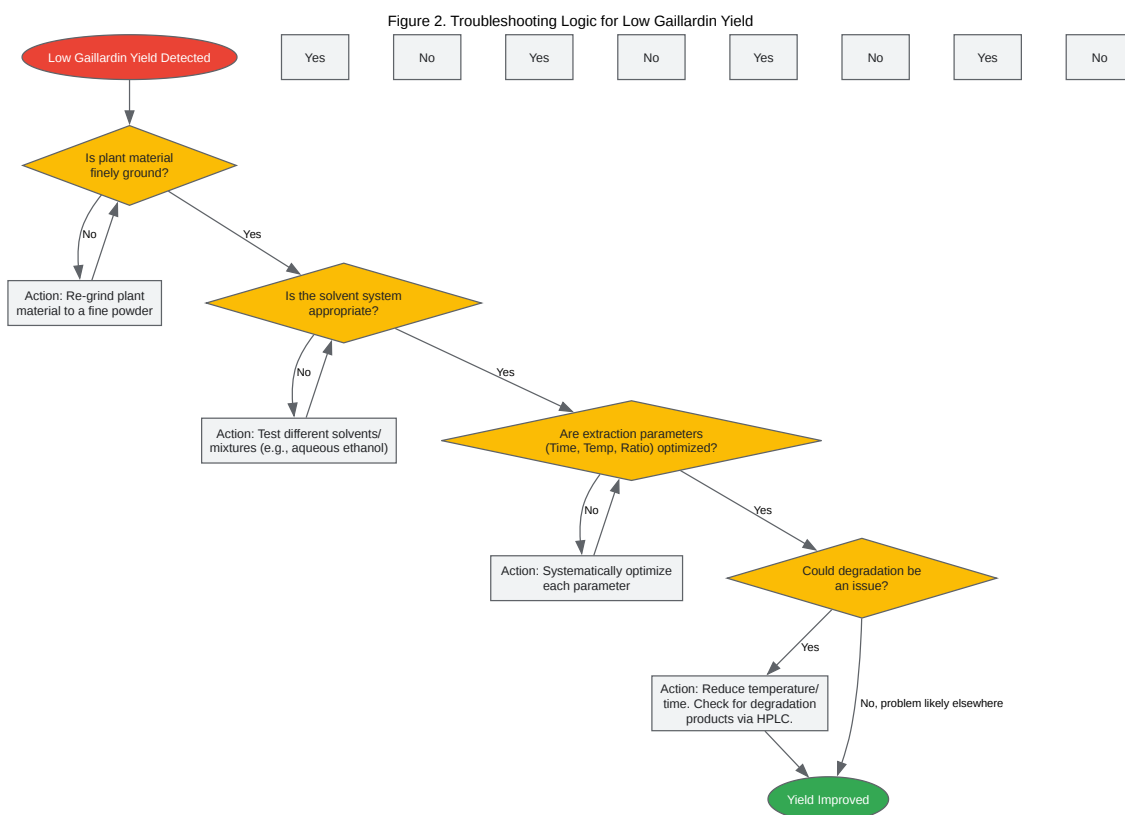 Figure 2. Troubleshooting Logic for Low Gaillardin Yield
Low Gaillardin Yield Detected
Yes
No
Yes
No
Yes
No
Yes
No
Is plant material
finely ground?
No
Yes
Action: Re-grind plant
material to a fine powder
Is the solvent system
appropriate?
No
Yes
Action: Test different solvents/
mixtures (e.g., aqueous ethanol)
Are extraction parameters
(Time, Temp, Ratio) optimized?
No
Yes
Action: Systematically optimize
each parameter
Could degradation be
an issue?
Yes
Action: Reduce temperature/
time. Check for degradation
products via HPLC.
No, problem likely elsewhere
Yield Improved